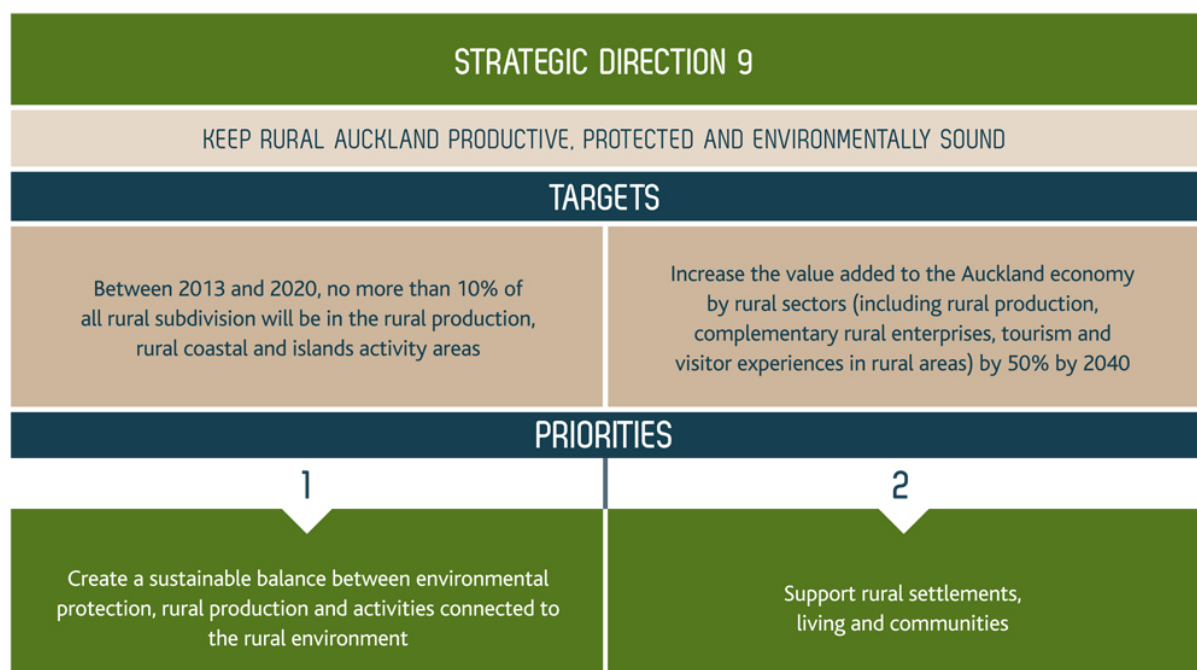 STRATEGIC DIRECTION 9
KEEP RURAL AUCKLAND PRODUCTIVE, PROTECTED AND ENVIRONMENTALLY SOUND
TARGETS
Between 2013 and 2020, no more than 10% of
all rural subdivision will be in the rural production,
rural coastal and islands activity areas
Increase the value added to the Auckland economy
by rural sectors (including rural production,
complementary rural enterprises, tourism and
visitor experiences in rural areas) by 50% by 2040
PRIORITIES
1
Create a sustainable balance between environmental
protection, rural production and activities connected to
the rural environment
2
Support rural settlements,
living and communities